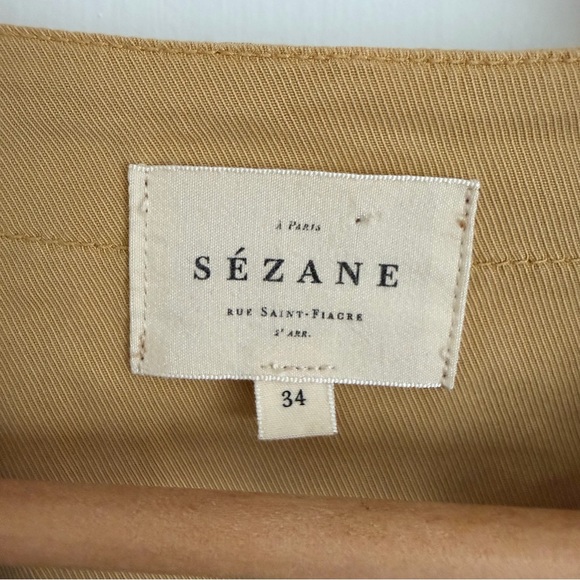 À PARIS
SÉZANE
RUE SAINT-FIACRE
2ᵉ ARR.
34